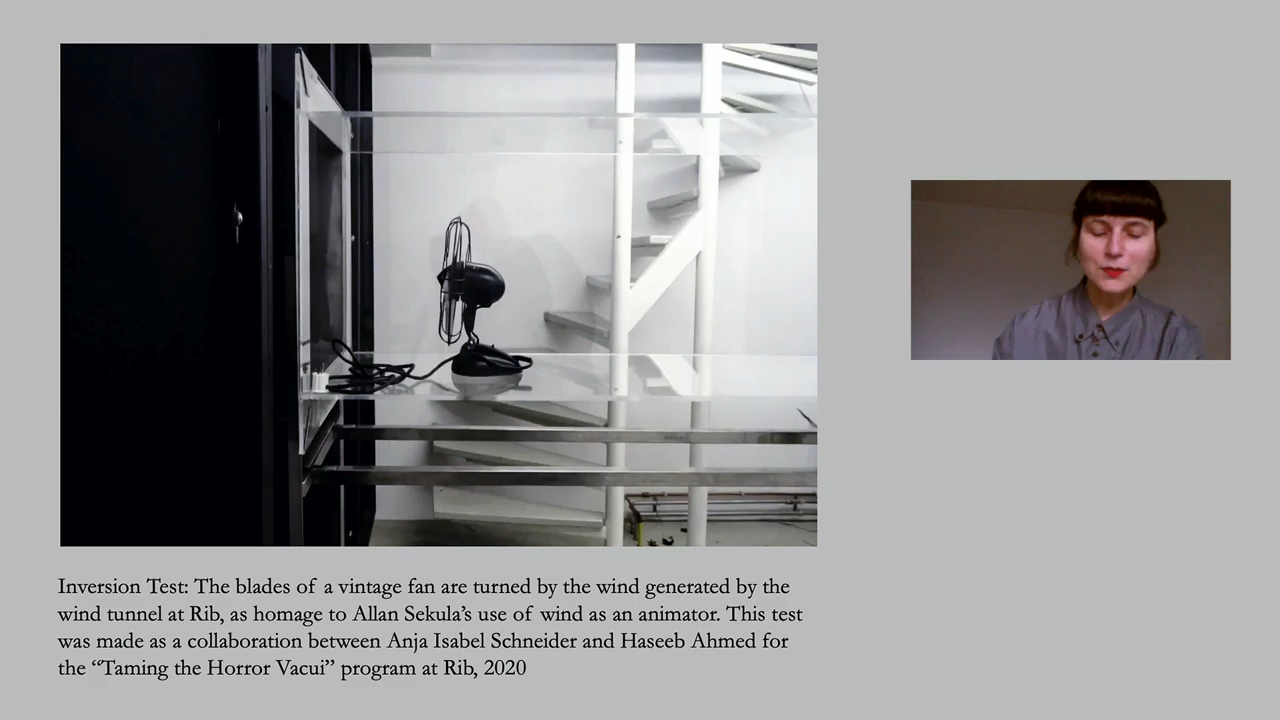 Inversion Test: The blades of a vintage fan are turned by the wind generated by the
wind tunnel at Rib, as homage to Allan Sekula’s use of wind as an animator. This test
was made as a collaboration between Anja Isabel Schneider and Haseeb Ahmed for
the “Taming the Horror Vacui” program at Rib, 2020